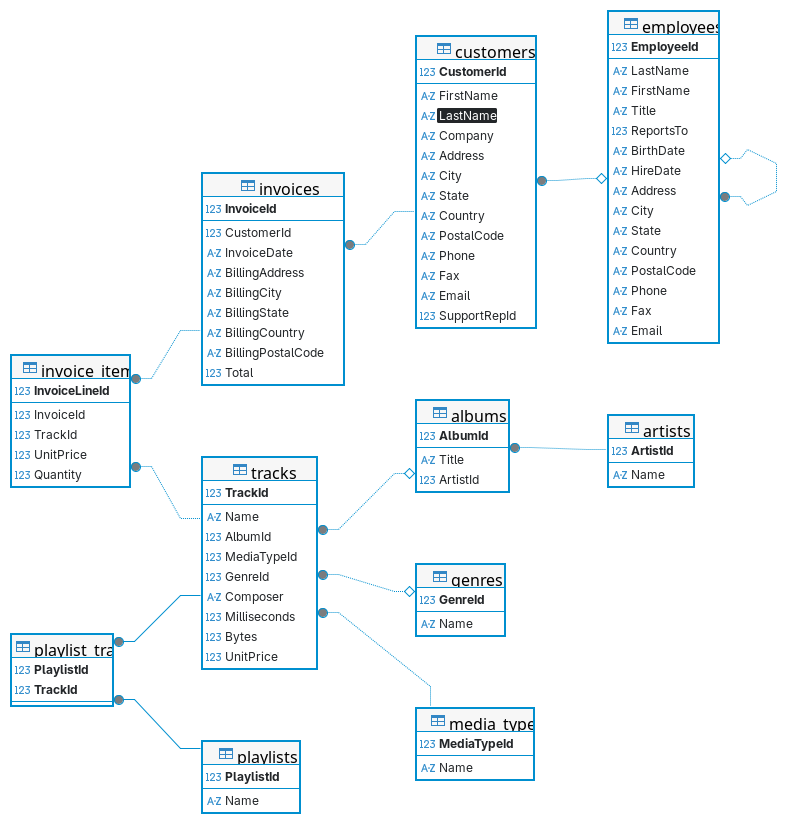 employees
123 EmployeeId
A-Z LastName
A-Z FirstName
A-Z Title
123 ReportsTo
A-Z BirthDate
A-Z HireDate
A-Z Address
A-Z City
A-Z State
A-Z Country
A-Z PostalCode
A-Z Phone
A-Z Fax
A-Z Email
customers
123 CustomerId
A-Z FirstName
A-Z LastName
A-Z Company
A-Z Address
A-Z City
A-Z State
A-Z Country
A-Z PostalCode
A-Z Phone
A-Z Fax
A-Z Email
123 SupportRepId
invoices
123 InvoiceId
123 CustomerId
A-Z InvoiceDate
A-Z BillingAddress
A-Z BillingCity
A-Z BillingState
A-Z BillingCountry
A-Z BillingPostalCode
123 Total
invoice_item
123 InvoiceLineId
123 InvoiceId
123 TrackId
123 UnitPrice
123 Quantity
albums
123 AlbumId
A-Z Title
123 ArtistId
artists
123 ArtistId
A-Z Name
tracks
123 TrackId
A-Z Name
123 AlbumId
123 MediaTypeId
123 GenreId
A-Z Composer
123 Milliseconds
123 Bytes
123 UnitPrice
genres
123 GenreId
A-Z Name
playlist_tra
123 PlaylistId
123 TrackId
media_type
123 MediaTypeId
A-Z Name
playlists
123 PlaylistId
A-Z Name